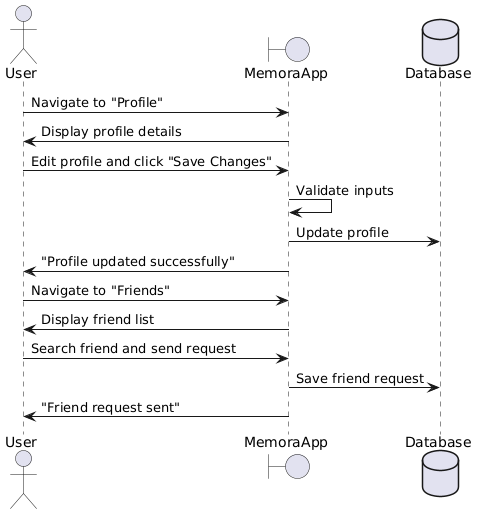 User
MemoraApp
Database
Navigate to "Profile"
Display profile details
Edit profile and click "Save Changes"
Validate inputs
Update profile
"Profile updated successfully"
Navigate to "Friends"
Display friend list
Search friend and send request
Save friend request
"Friend request sent"
User
MemoraApp
Database